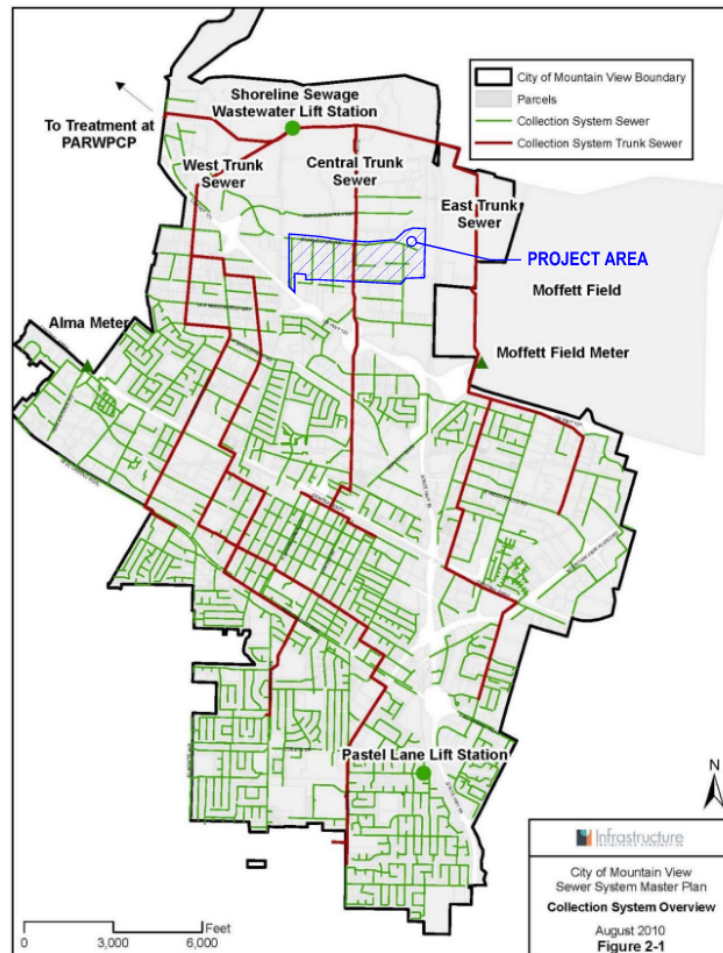 City of Mountain View Boundary
Parcels
Collection System Sewer
Collection System Trunk Sewer
Shoreline Sewage
Wastewater Lift Station
To Treatment at
PARWPCP
West Trunk
Sewer
Central Trunk
Sewer
East Trunk
Sewer
PROJECT AREA
Moffett Field
Alma Meter
Moffett Field Meter
Pastel Lane Lift Station
N
Feet
0 3,000 6,000
Infrastructure
City of Mountain View
Sewer System Master Plan
Collection System Overview
August 2010
Figure 2-1